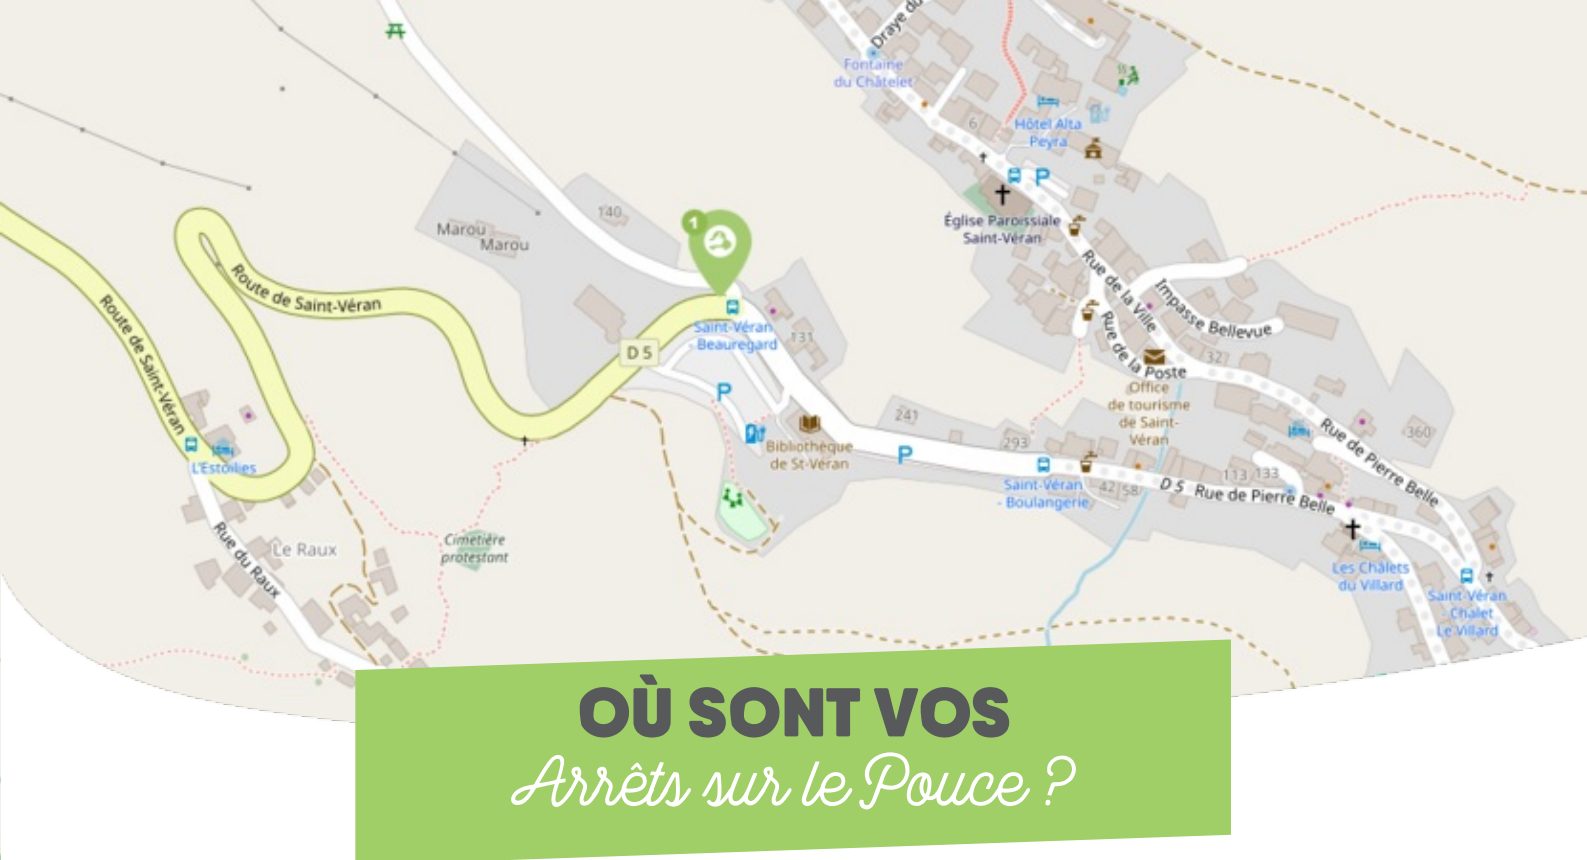 Draye du
Fontaine
du Châtelet
6
Hôtel Alta
Peyra
P
Église Paroissiale
Saint-Véran
140
Marou
Marou
1
Route de Saint-Véran
Route de Saint-Véran
Rue de la Ville
Impasse Bellevue
Rue de la Poste
Saint-Véran
Beauregard
131
D 5
32
P
Office
de tourisme
de Saint-
Véran
241
293
360
Rue de Pierre Belle
Bibliothèque
de St-Véran
P
L'Estoilies
Saint-Véran
- Boulangerie
42
58
D 5 Rue de Pierre Belle
113
133
Rue du Raux
Le Raux
Cimetière
protestant
Les Châlets
du Villard
Saint-Véran
- Chalet
Le Villard
OÙ SONT VOS
Arrêts sur le Pouce ?